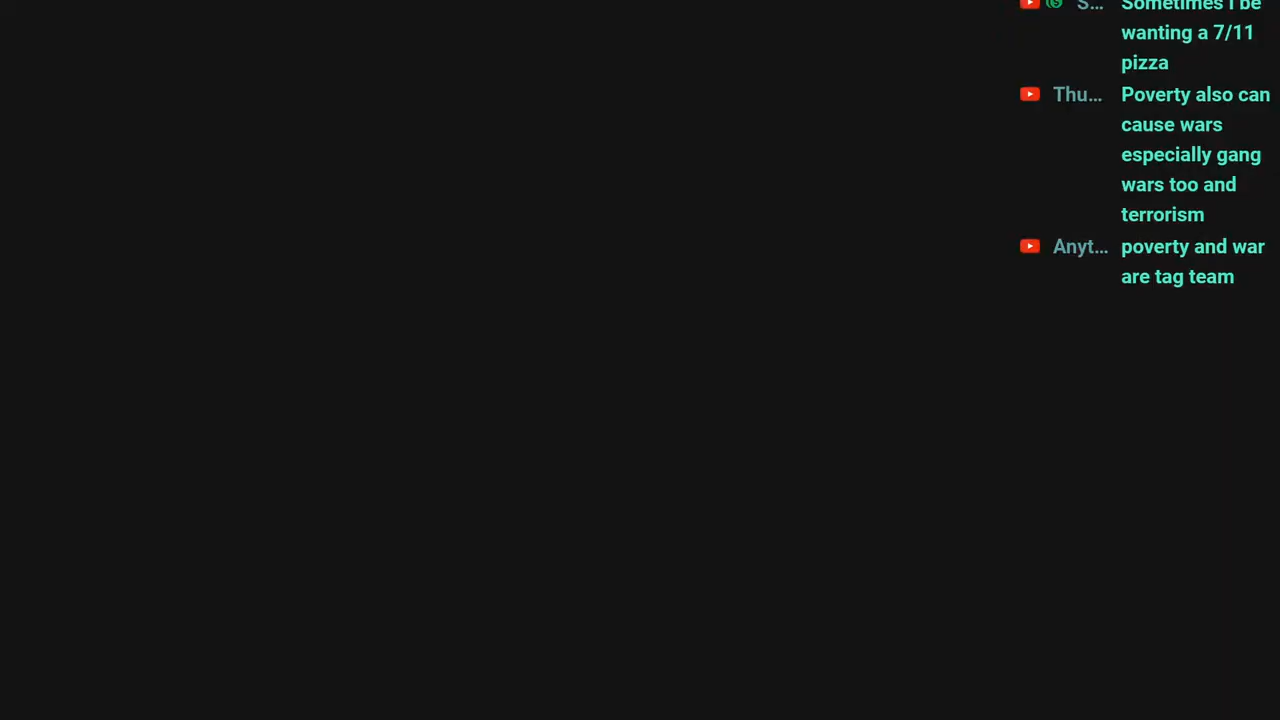 S… Sometimes I be
wanting a 7/11
pizza
Thu… Poverty also can
cause wars
especially gang
wars too and
terrorism
Anyt… poverty and war
are tag team